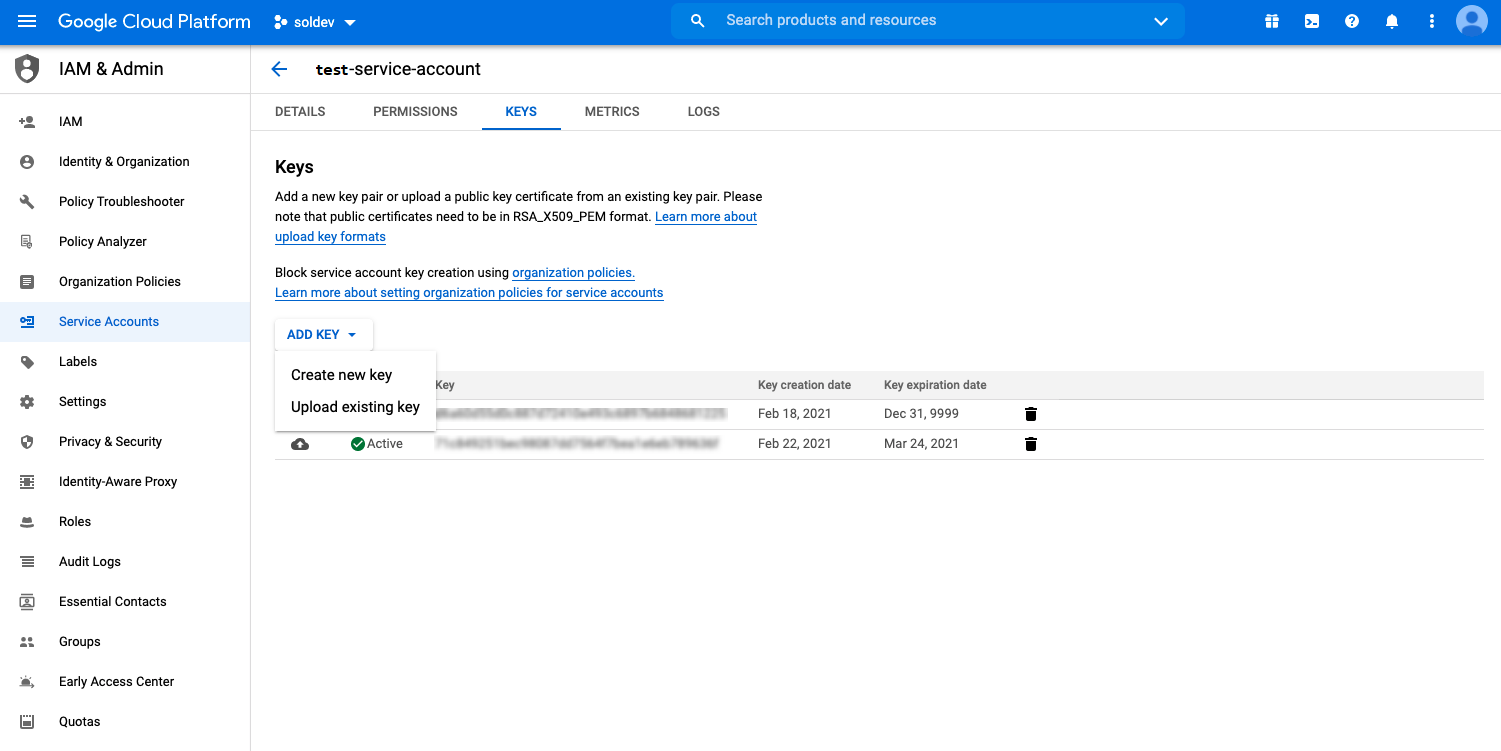 Google Cloud Platform
soldev
Search products and resources
IAM & Admin
test-service-account
DETAILS PERMISSIONS KEYS METRICS LOGS
IAM
Identity & Organization
Policy Troubleshooter
Policy Analyzer
Organization Policies
Service Accounts
Labels
Settings
Privacy & Security
Identity-Aware Proxy
Roles
Audit Logs
Essential Contacts
Groups
Early Access Center
Quotas
Keys
Add a new key pair or upload a public key certificate from an existing key pair. Please
note that public certificates need to be in RSA_X509_PEM format. Learn more about
upload key formats
Block service account key creation using organization policies.
Learn more about setting organization policies for service accounts
ADD KEY
Create new key
Upload existing key
Key Key creation date Key expiration date
Feb 18, 2021 Dec 31, 9999
Active Feb 22, 2021 Mar 24, 2021